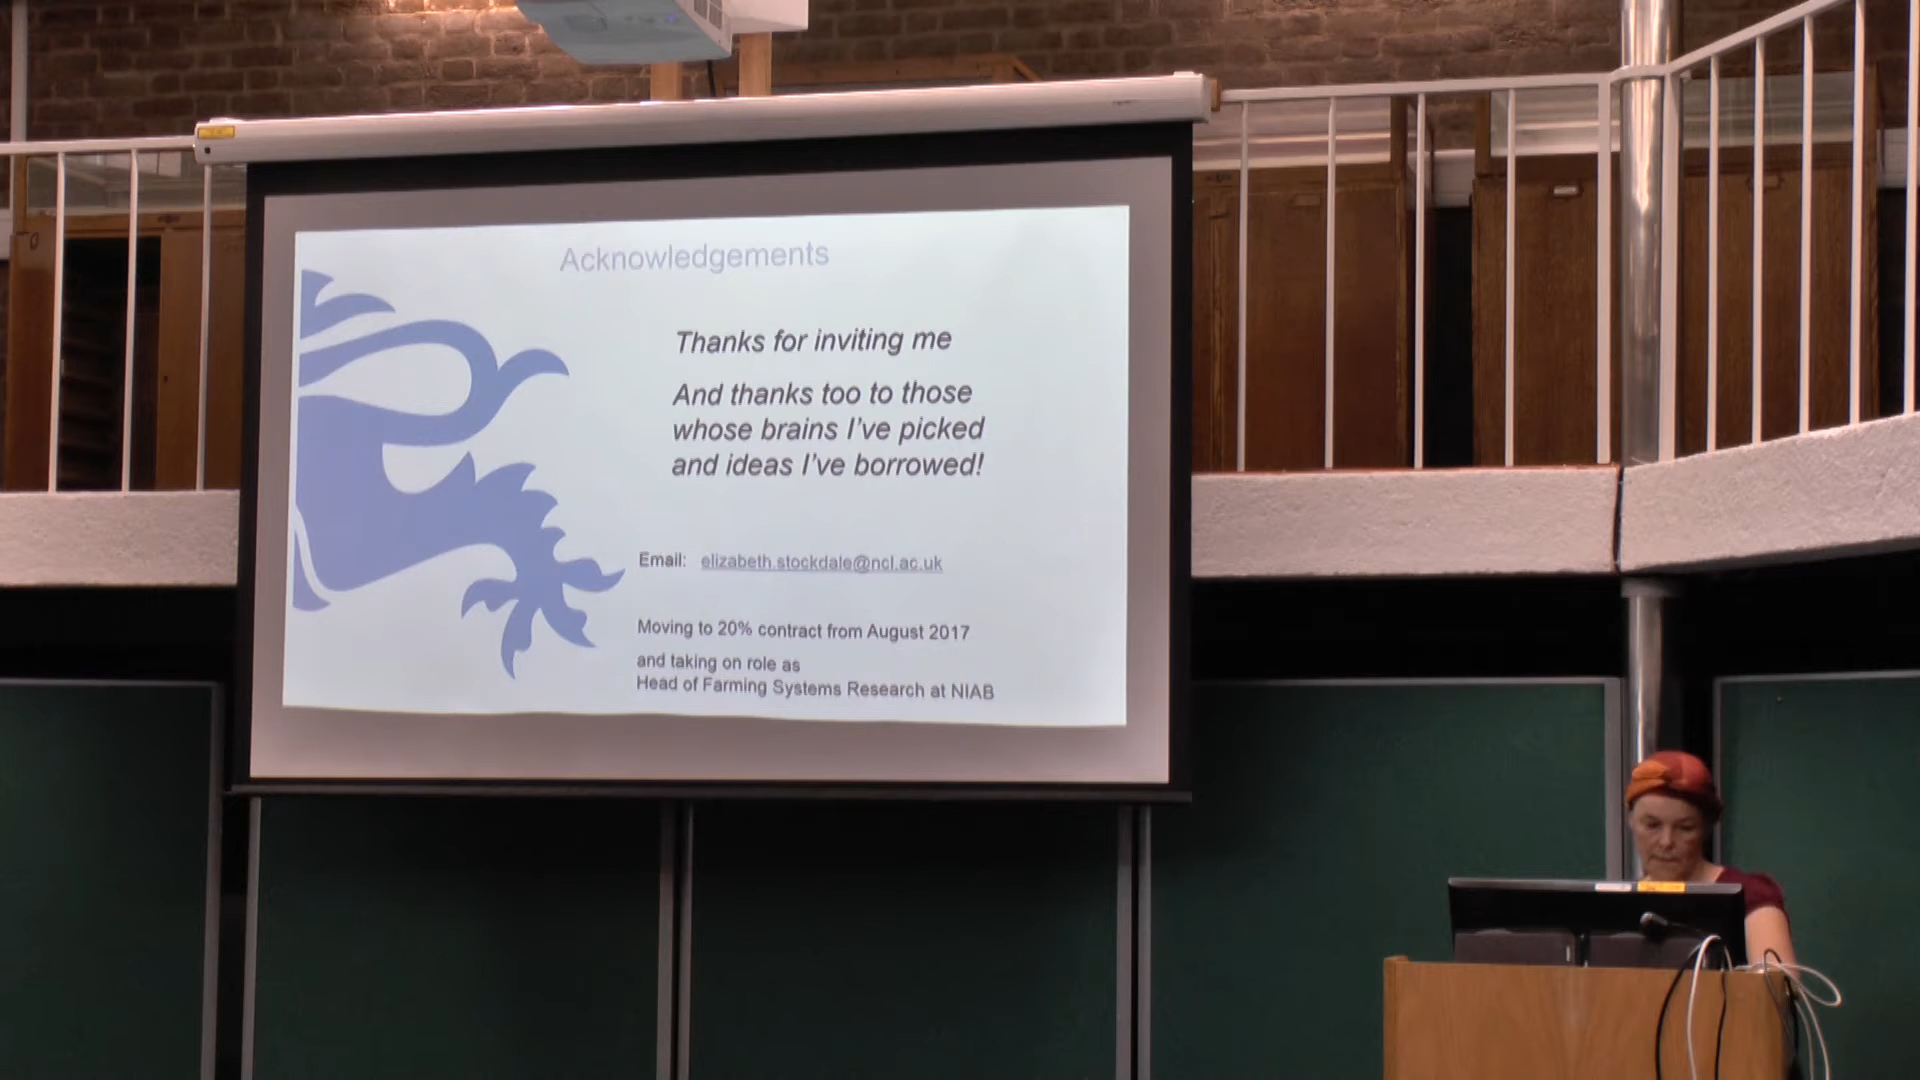 Acknowledgements
Thanks for inviting me
And thanks too to those
whose brains I've picked
and ideas I've borrowed!
Email: elizabeth.stockdale@ncl.ac.uk
Moving to 20% contract from August 2017
and taking on role as
Head of Farming Systems Research at NIAB